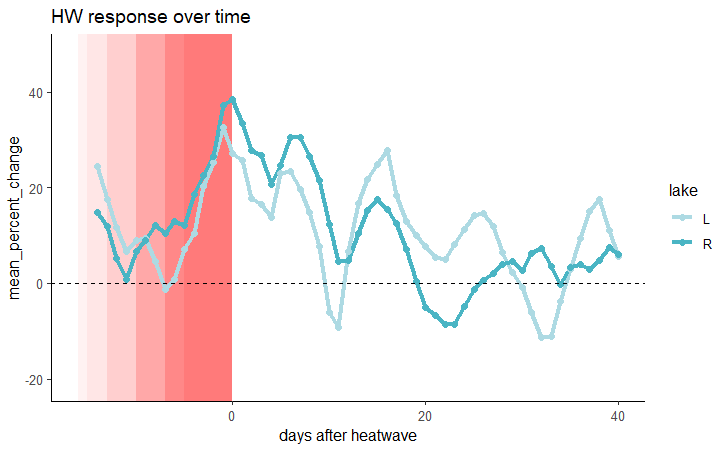 HW response over time
mean_percent_change
40
20
0
-20
0
20
40
days after heatwave
lake
L
R